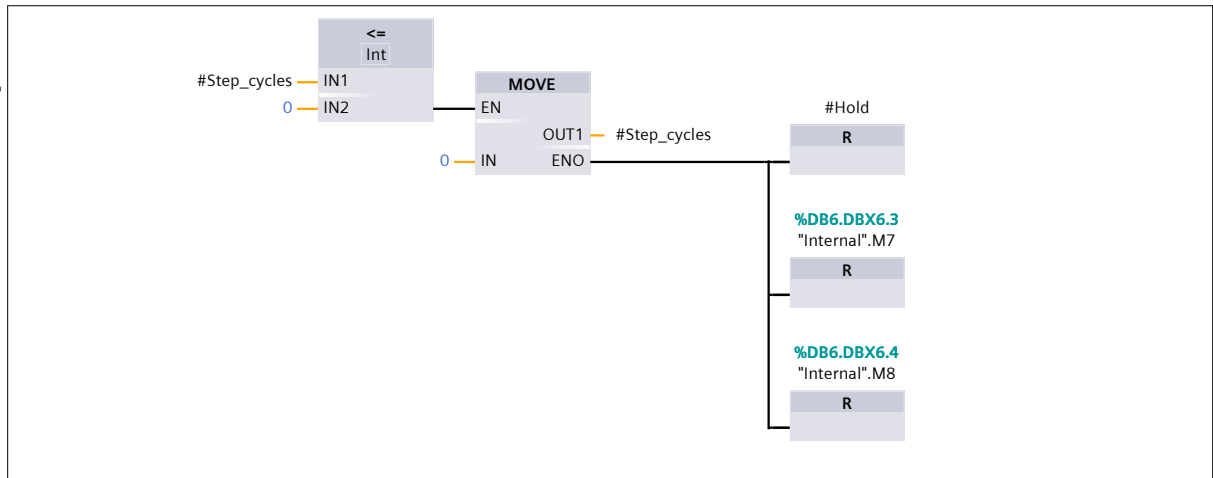 <=
Int
#Step_cycles IN1
0 IN2
MOVE
EN
OUT1 #Step_cycles
0 IN ENO
#Hold
R
%DB6.DBX6.3
"Internal".M7
R
%DB6.DBX6.4
"Internal".M8
R